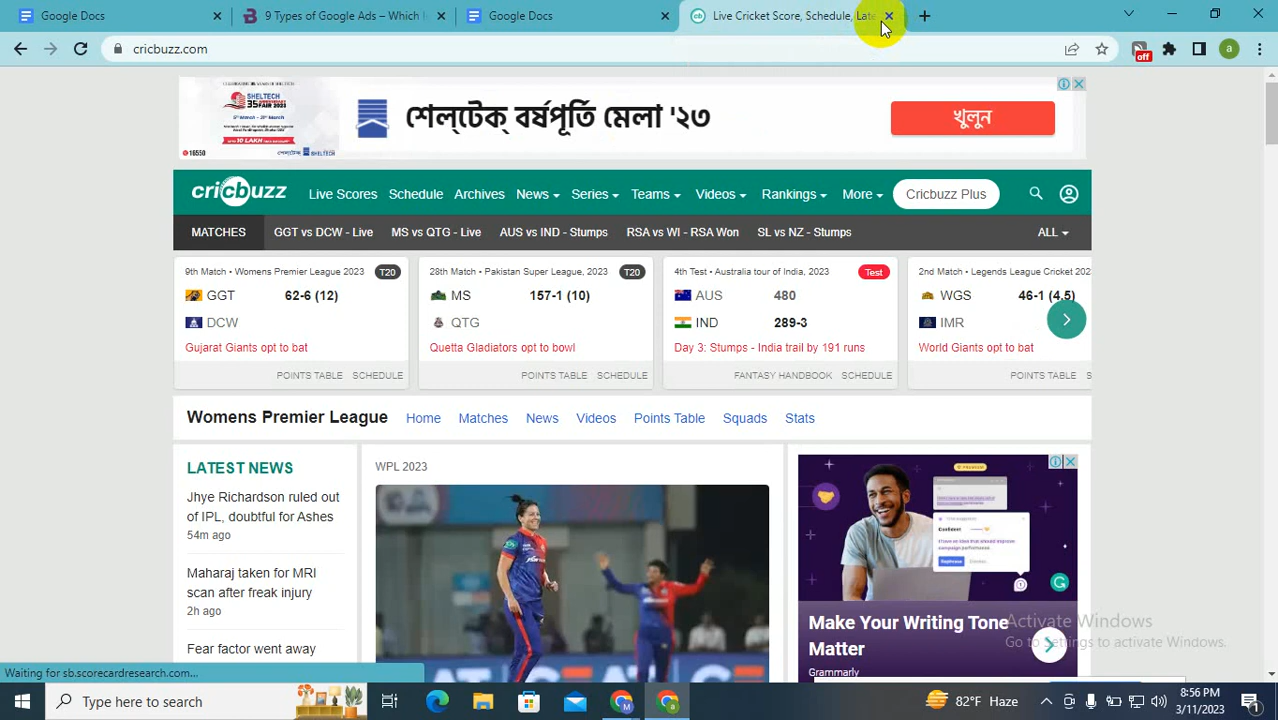 Google Docs
9 Types of Google Ads – Which
Google Docs
Live Cricket Score, Schedule, Late
cricbuzz.com
off
a
SHELTECH
35 FAIR 2023
16550
শেল্‌টেক্ বর্ষপূর্তি মেলা '২৩
খুলুন
cricbuzz
Live Scores
Schedule
Archives
News
Series
Teams
Videos
Rankings
More
Cricbuzz Plus
MATCHES
GGT vs DCW - Live
MS vs QTG - Live
AUS vs IND - Stumps
RSA vs WI - RSA Won
SL vs NZ - Stumps
ALL
9th Match • Womens Premier League 2023
T20
GGT 62-6 (12)
DCW
Gujarat Giants opt to bat
POINTS TABLE SCHEDULE
28th Match • Pakistan Super League, 2023
T20
MS 157-1 (10)
QTG
Quetta Gladiators opt to bowl
POINTS TABLE SCHEDULE
4th Test • Australia tour of India, 2023
Test
AUS 480
IND 289-3
Day 3: Stumps - India trail by 191 runs
FANTASY HANDBOOK SCHEDULE
2nd Match • Legends League Cricket 202
WGS 46-1 (4.5)
IMR
World Giants opt to bat
POINTS TABLE S
Womens Premier League
Home
Matches
News
Videos
Points Table
Squads
Stats
LATEST NEWS
Jhye Richardson ruled out
of IPL, doubtful for Ashes
54m ago
Maharaj taken for MRI
scan after freak injury
2h ago
Fear factor went away
WPL 2023
Confident
Rephrase
Make Your Writing Tone
Matter
Grammarly
Activate Windows
Go to Settings to activate Windows.
Waiting for sb.scorecardresearch.com...
Type here to search
82°F Haze
8:56 PM
3/11/2023